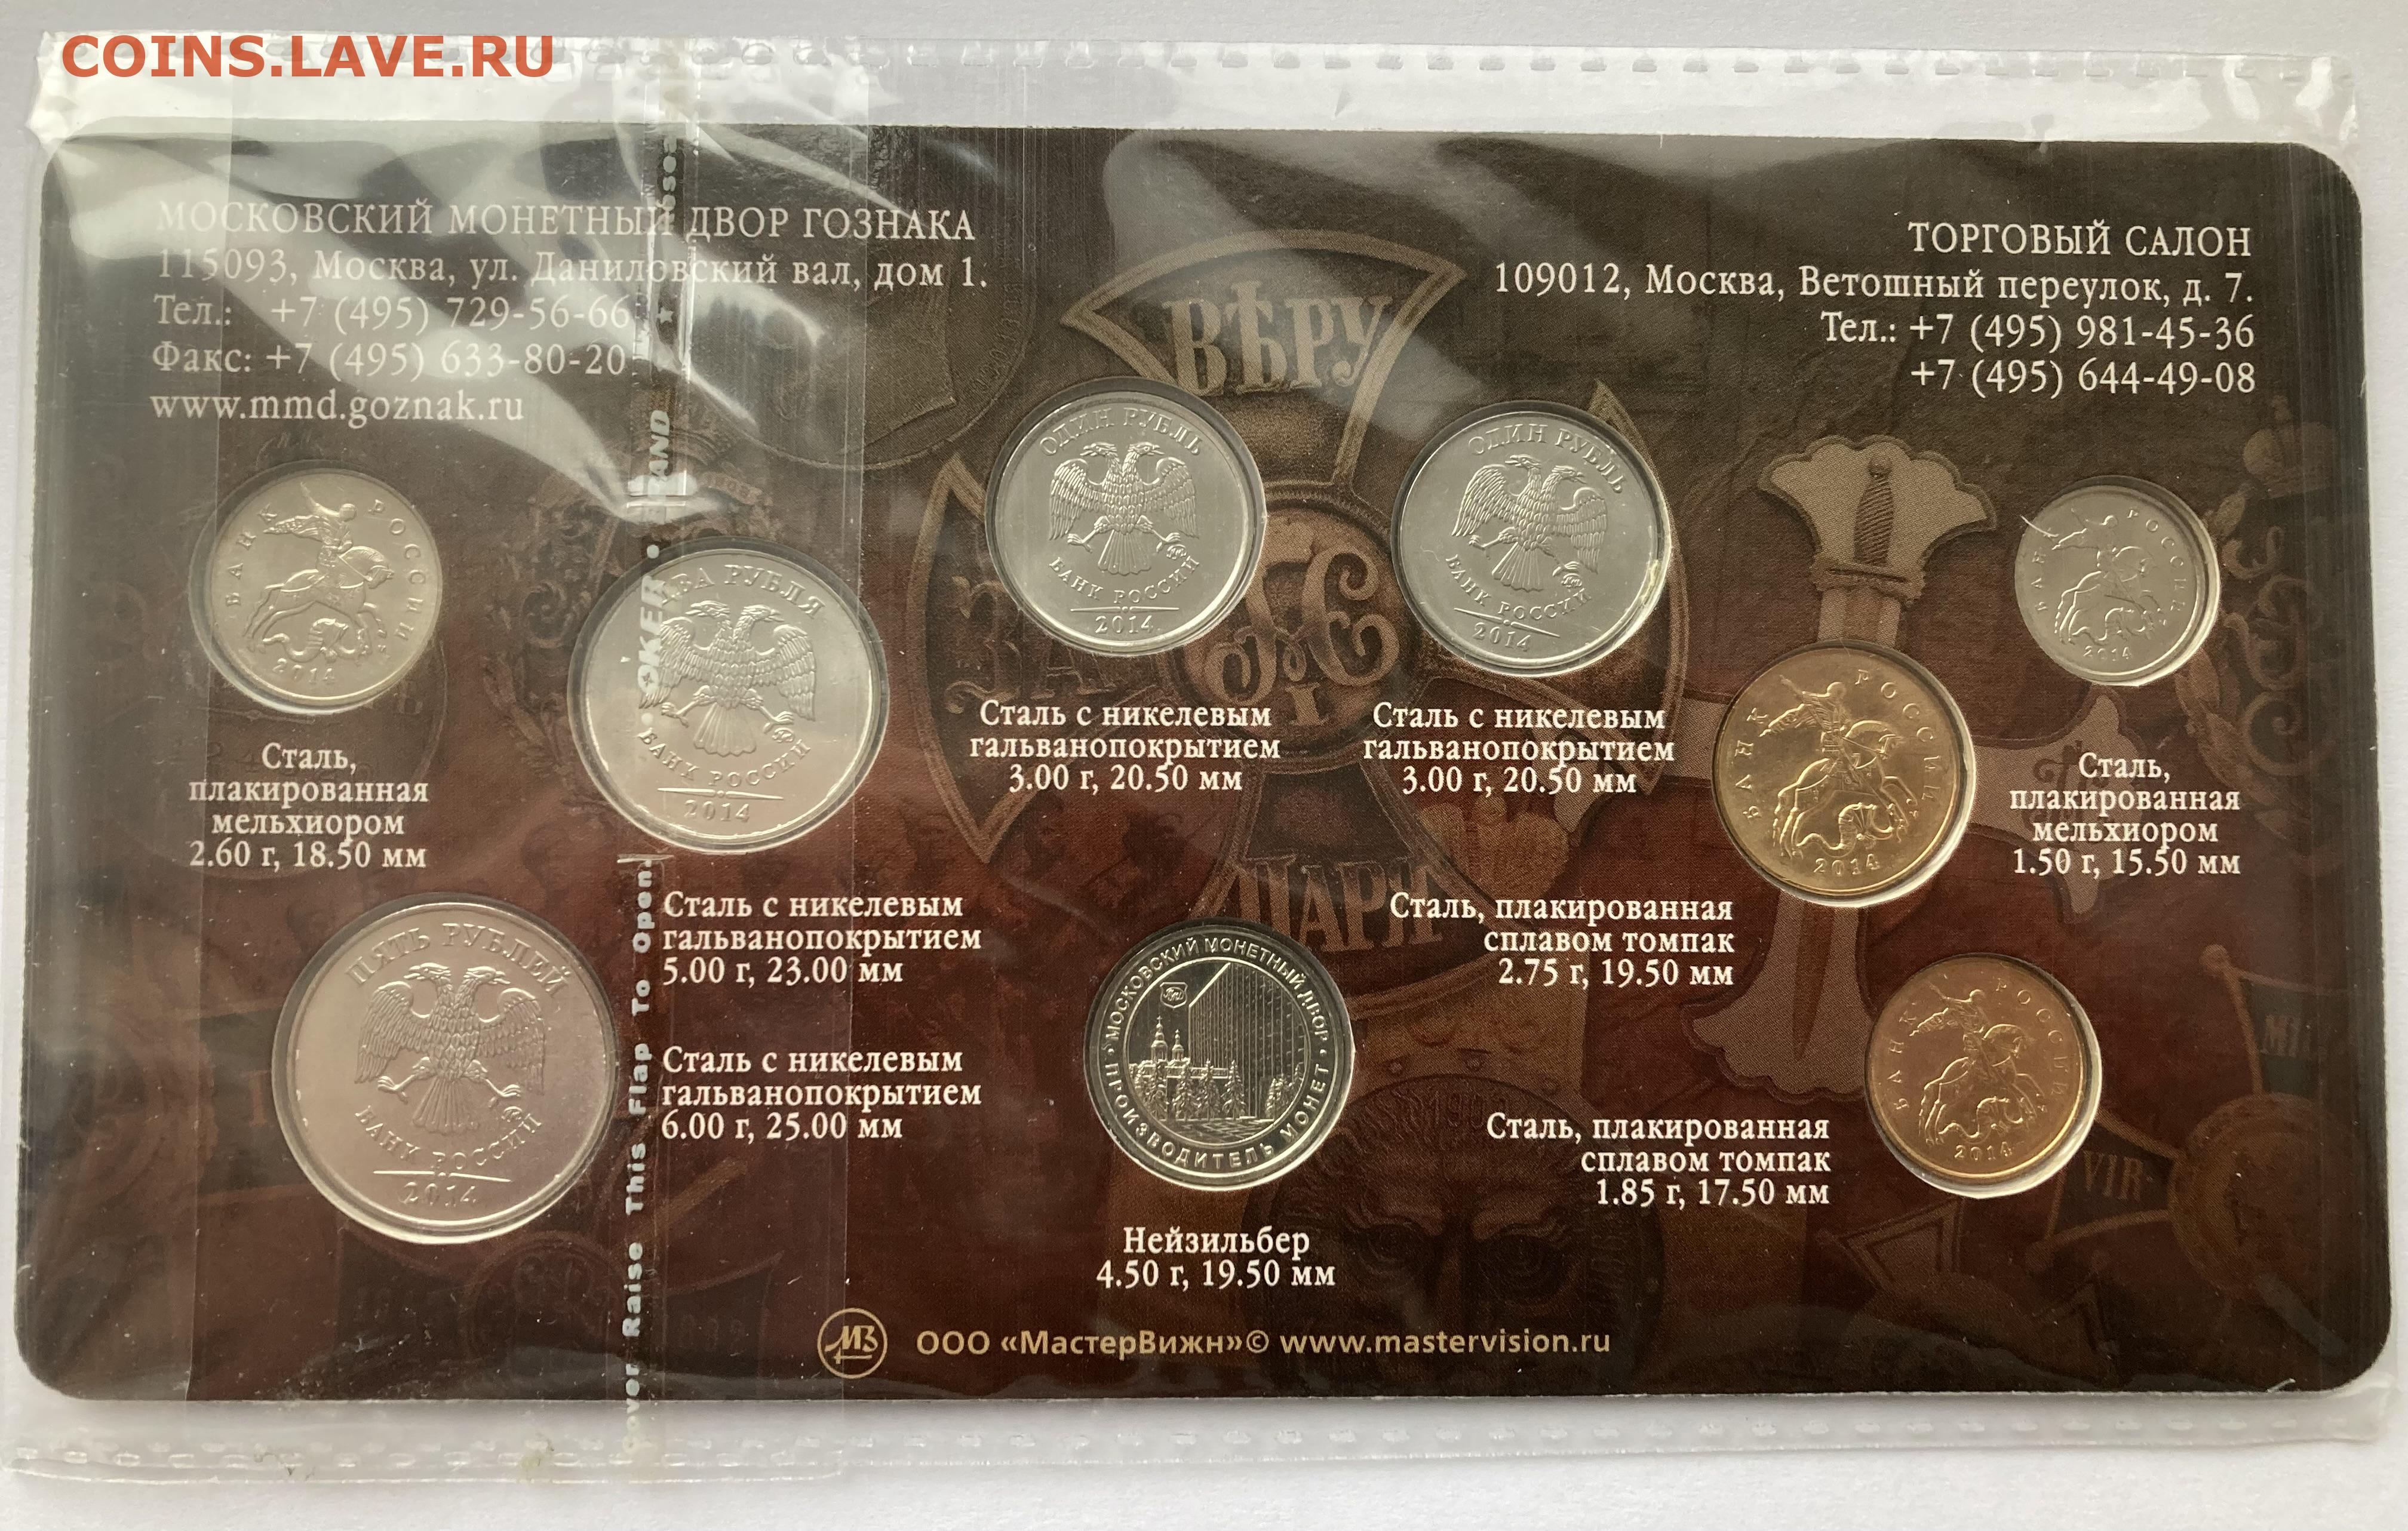 COINS.LAVE.RU
МОСКОВСКИЙ МОНЕТНЫЙ ДВОР ГОЗНАКА
115093, Москва, ул. Даниловский вал, дом 1.
Тел.: +7 (495) 729-56-66
Факс: +7 (495) 633-80-20
www.mmd.goznak.ru
ТОРГОВЫЙ САЛОН
109012, Москва, Ветошный переулок, д. 7.
Тел.: +7 (495) 981-45-36
+7 (495) 644-49-08
ВѢРУ
ЗА
ЦАРЯ
БАНК РОССИИ
2014
Сталь,
плакированная
мельхиором
2.60 г, 18.50 мм
ДВА РУБЛЯ
БАНК РОССИИ
2014
Сталь с никелевым
гальванопокрытием
5.00 г, 23.00 мм
ОДИН РУБЛЬ
БАНК РОССИИ
2014
Сталь с никелевым
гальванопокрытием
3.00 г, 20.50 мм
ОДИН РУБЛЬ
БАНК РОССИИ
2014
Сталь с никелевым
гальванопокрытием
3.00 г, 20.50 мм
БАНК РОССИИ
2014
Сталь, плакированная
сплавом томпак
2.75 г, 19.50 мм
БАНК РОССИИ
2014
Сталь,
плакированная
мельхиором
1.50 г, 15.50 мм
ПЯТЬ РУБЛЕЙ
БАНК РОССИИ
2014
Сталь с никелевым
гальванопокрытием
6.00 г, 25.00 мм
МОСКОВСКИЙ МОНЕТНЫЙ ДВОР
ПРОИЗВОДИТЕЛЬ МОНЕТ
Нейзильбер
4.50 г, 19.50 мм
БАНК РОССИИ
2014
Сталь, плакированная
сплавом томпак
1.85 г, 17.50 мм
VIR
Raise This Flap To Open!
МВ ООО «МастерВижн»© www.mastervision.ru